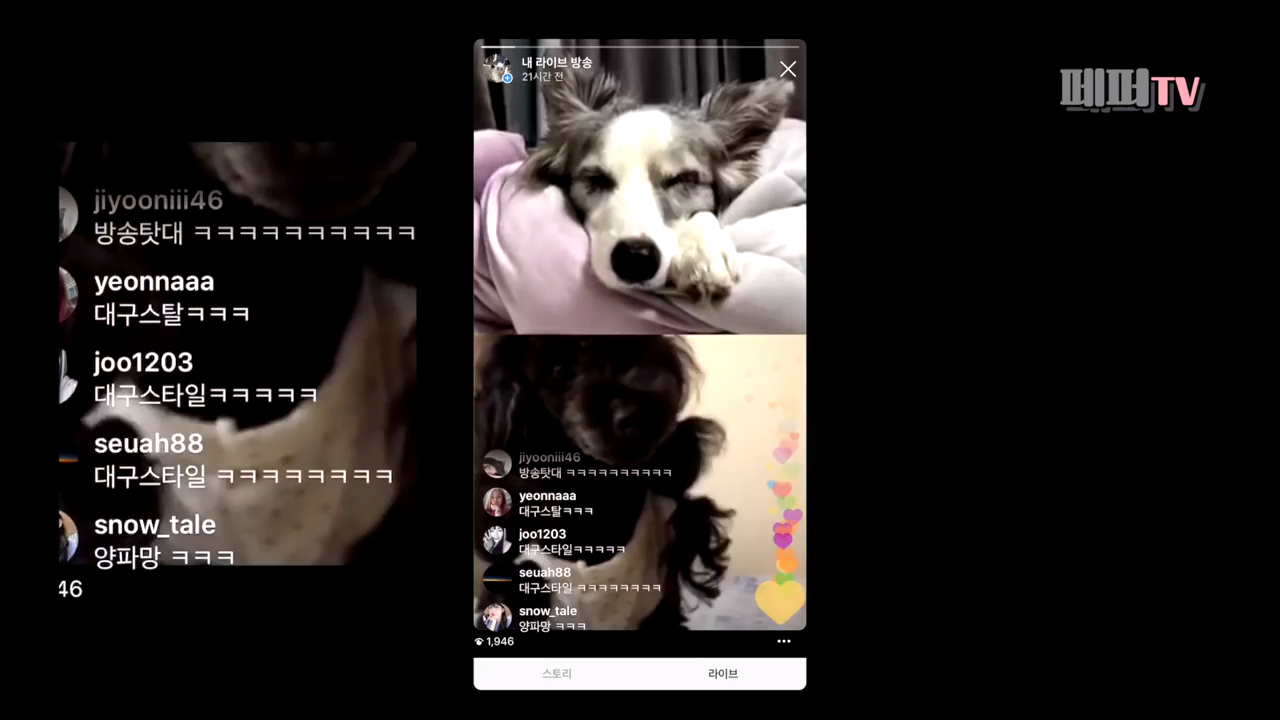 페퍼TV
jiyooniii46
방송탓대 ㅋㅋㅋㅋㅋㅋㅋㅋㅋㅋ
yeonnaaa
대구스탈ㅋㅋㅋ
joo1203
대구스타일ㅋㅋㅋㅋㅋ
seuah88
대구스타일 ㅋㅋㅋㅋㅋㅋㅋㅋ
snow_tale
양파망 ㅋㅋㅋ
46
내 라이브 방송
21시간 전
jiyooniii46
방송탓대 ㅋㅋㅋㅋㅋㅋㅋㅋㅋㅋ
yeonnaaa
대구스탈ㅋㅋㅋ
joo1203
대구스타일ㅋㅋㅋㅋㅋ
seuah88
대구스타일 ㅋㅋㅋㅋㅋㅋㅋㅋ
snow_tale
양파망 ㅋㅋㅋ
1,946
스토리 라이브